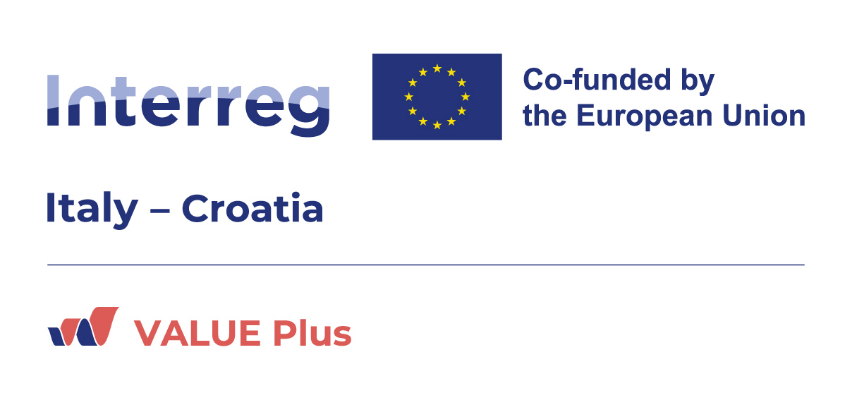 Interreg
Co-funded by
the European Union
Italy – Croatia
VALUE Plus